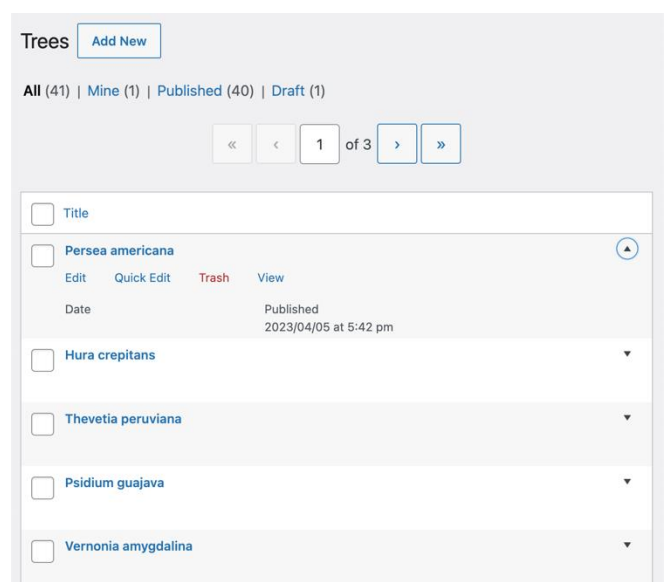 Trees Add New
All (41) | Mine (1) | Published (40) | Draft (1)
« ‹ 1 of 3 › »
Title
Persea americana
Edit Quick Edit Trash View
Date Published
2023/04/05 at 5:42 pm
Hura crepitans
Thevetia peruviana
Psidium guajava
Vernonia amygdalina